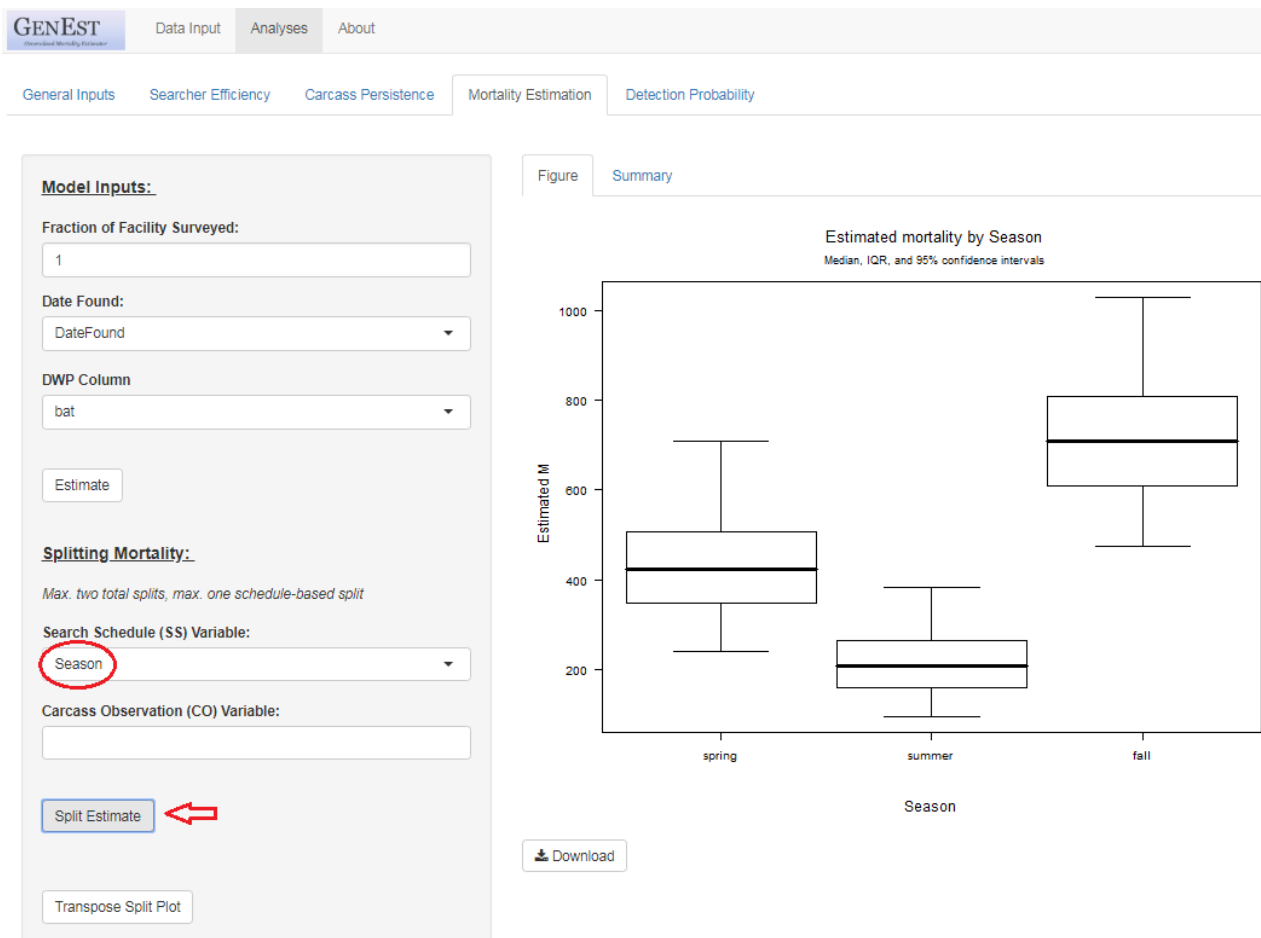 GENEST
Generalized Mortality Estimator
Data Input
Analyses
About
General Inputs
Searcher Efficiency
Carcass Persistence
Mortality Estimation
Detection Probability
Model Inputs:
Fraction of Facility Surveyed:
1
Date Found:
DateFound
DWP Column
bat
Estimate
Splitting Mortality:
Max. two total splits, max. one schedule-based split
Search Schedule (SS) Variable:
Season
Carcass Observation (CO) Variable:
Split Estimate
Transpose Split Plot
Figure
Summary
Estimated mortality by Season
Median, IQR, and 95% confidence intervals
Estimated M
1000
800
600
400
200
spring
summer
fall
Season
Download